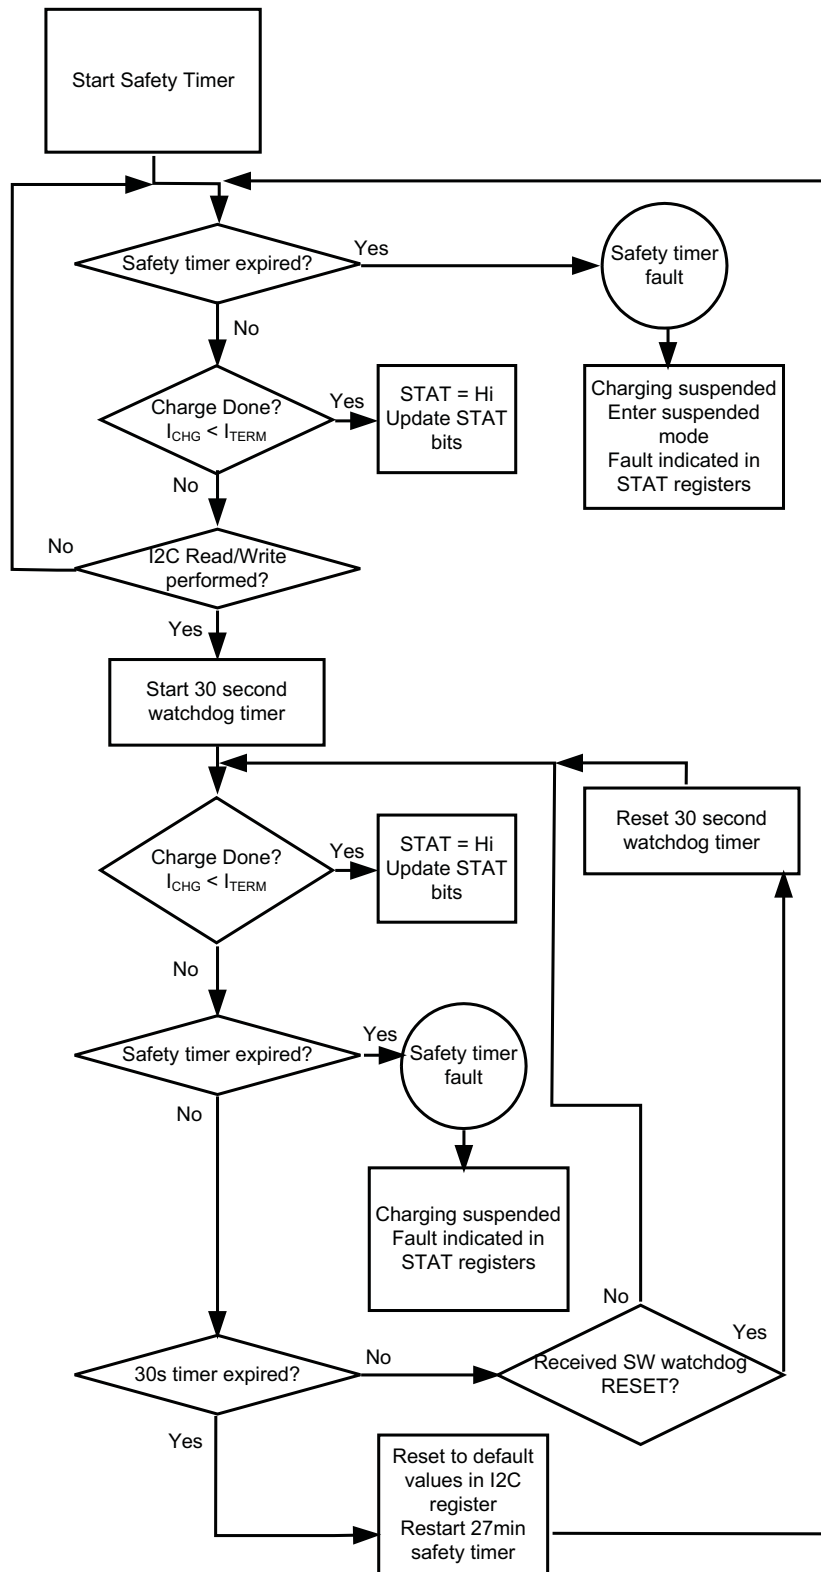 Start Safety Timer
Safety timer expired?
Yes
Safety timer
fault
No
Charging suspended
Enter suspended
mode
Fault indicated in
STAT registers
Charge Done?
ICHG < ITERM
Yes
STAT = Hi
Update STAT
bits
No
No
I2C Read/Write
performed?
Yes
Start 30 second
watchdog timer
Reset 30 second
watchdog timer
Charge Done?
ICHG < ITERM
Yes
STAT = Hi
Update STAT
bits
No
Safety timer expired?
Yes
Safety timer
fault
No
Charging suspended
Fault indicated in
STAT registers
No
Yes
30s timer expired?
No
Received SW watchdog
RESET?
Yes
Reset to default
values in I2C
register
Restart 27min
safety timer